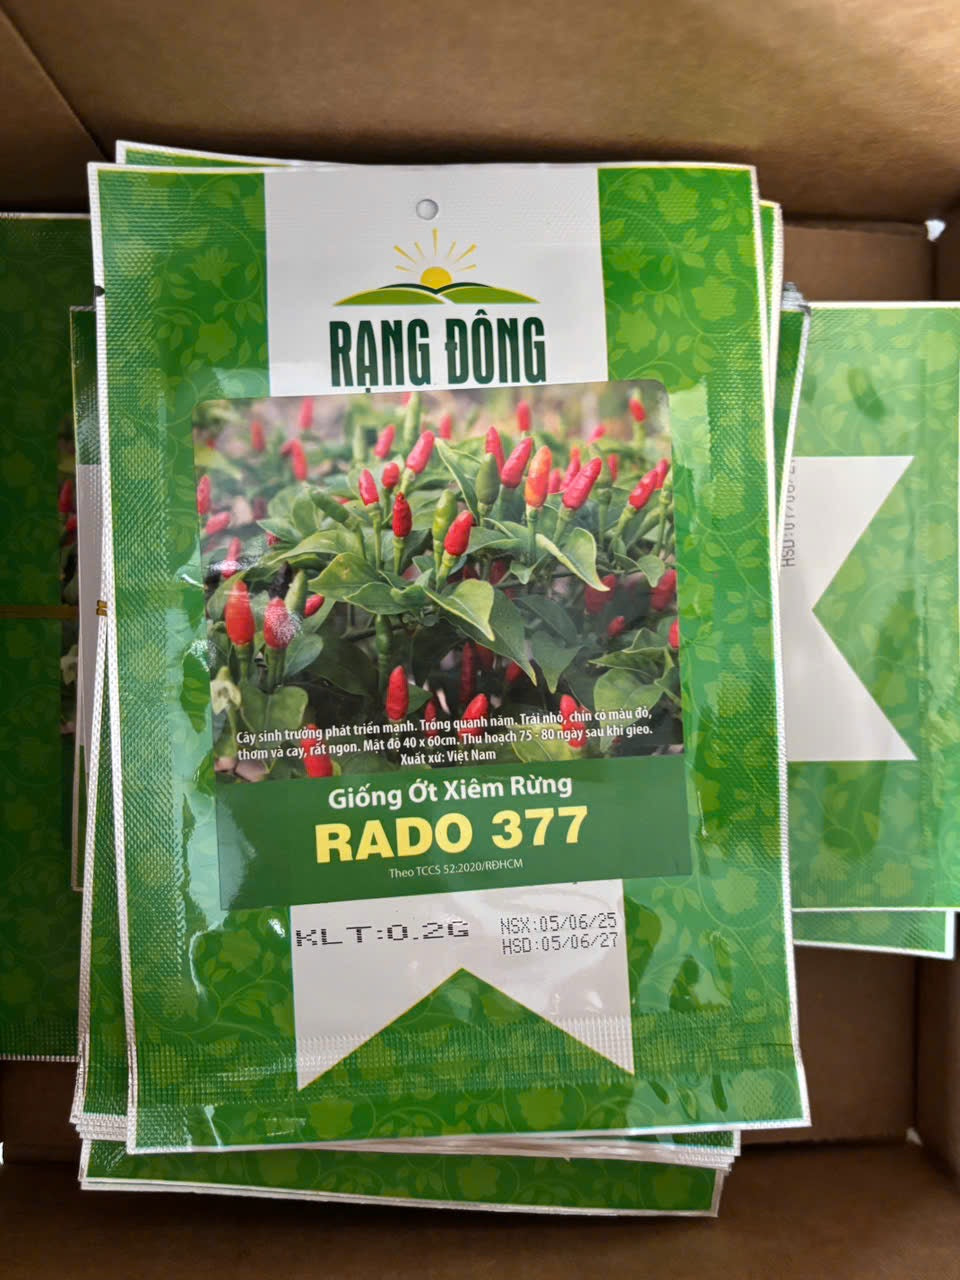 RẠNG ĐÔNG
Cây sinh trưởng phát triển mạnh. Trồng quanh năm. Trái nhỏ, chín có màu đỏ,
thơm và cay, rất ngon. Mật độ 40 x 60cm. Thu hoạch 75 - 80 ngày sau khi gieo.
Xuất xứ: Việt Nam
Giống Ớt Xiêm Rừng
RADO 377
Theo TCCS 52:2020/RĐHCM
KLT:0.2G
NSX:05/06/25
HSD:05/06/27